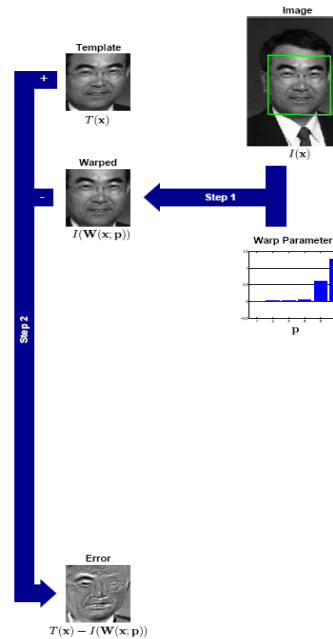 Image
Template
+
T(x)
I(x)
Warped
-
Step 1
I(W(x; p))
Warp Parameter
p
Step 2
Error
T(x) − I(W(x; p))